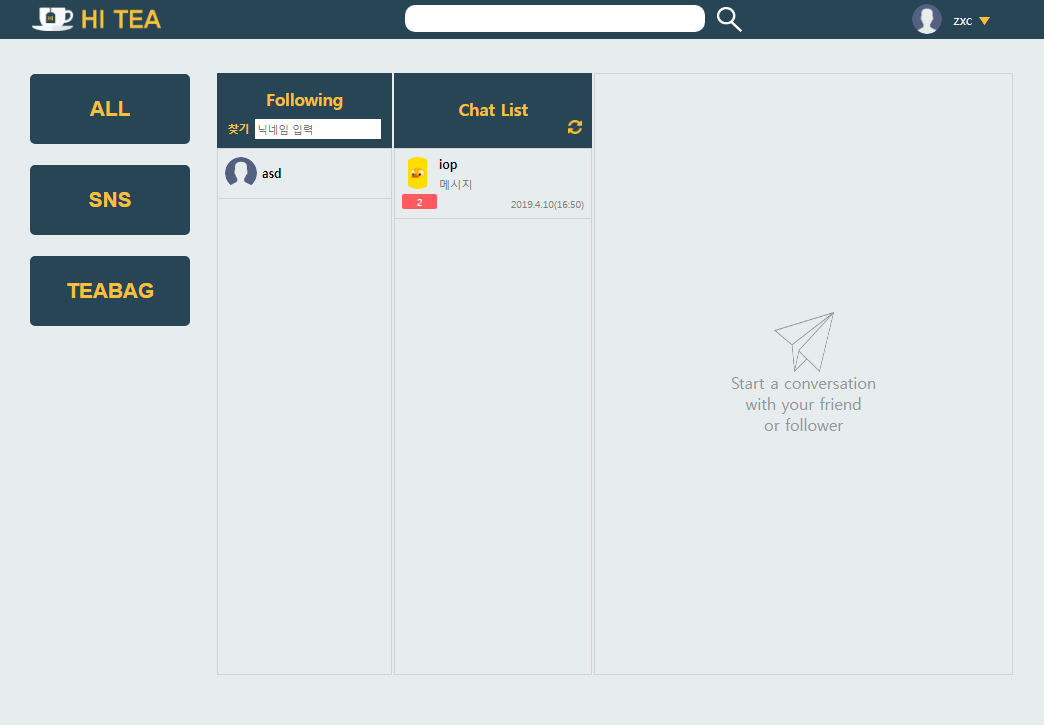 HI TEA
zxc
ALL
SNS
TEABAG
Following
찾기 닉네임 입력
asd
Chat List
iop
메시지
2
2019.4.10(16:50)
Start a conversation
with your friend
or follower